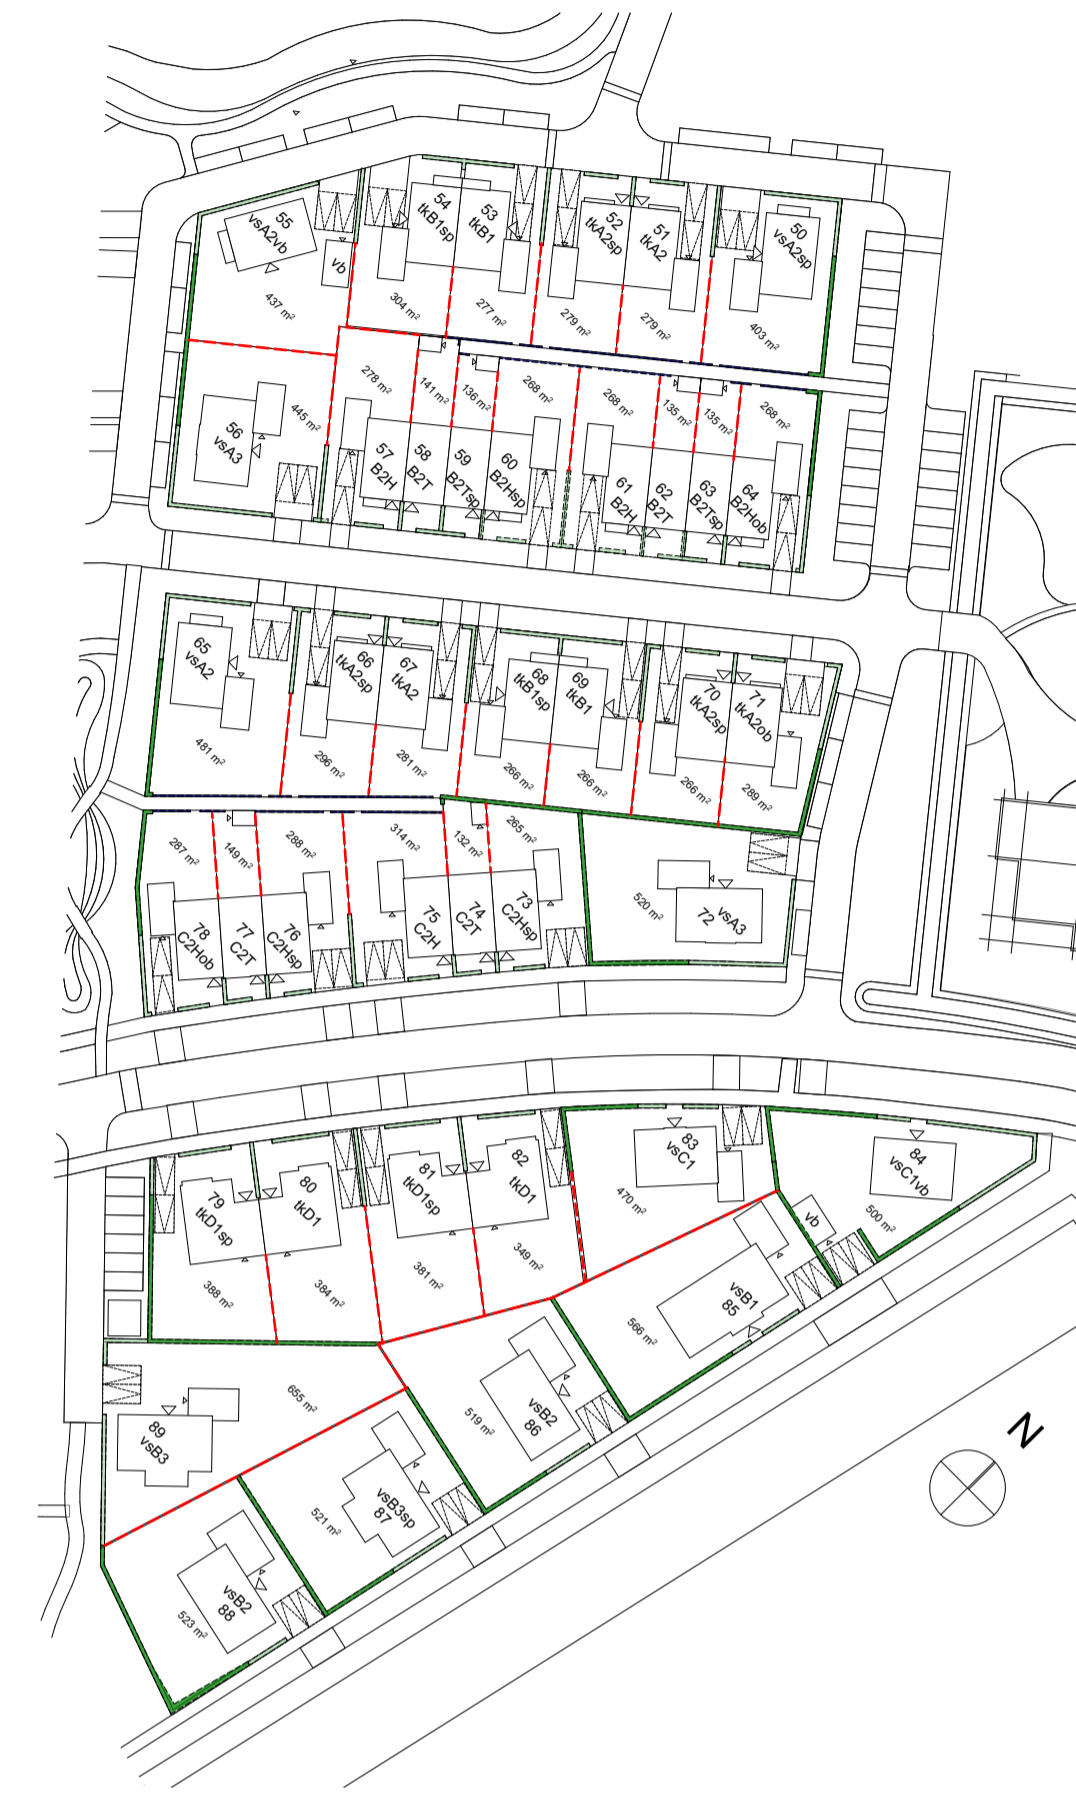 54
tkB1sp
53
tkB1
52
tkA2sp
51
tkA2
50
vsA2sp
55
vsA2vb
vb
437 m²
304 m²
277 m²
279 m²
279 m²
403 m²
278 m²
141 m²
136 m²
268 m²
268 m²
135 m²
135 m²
268 m²
445 m²
56
vsA3
57
B2H
58
B2T
59
B2Tsp
60
B2Hsp
61
B2H
62
B2T
63
B2Tsp
64
B2Hob
65
vsA2
66
tkA2sp
67
tkA2
68
tkB1sp
69
tkB1
70
tkA2sp
71
tkA2ob
481 m²
296 m²
281 m²
266 m²
266 m²
266 m²
289 m²
287 m²
149 m²
288 m²
314 m²
132 m²
265 m²
520 m²
vsA3
72
78
C2Hob
77
C2T
76
C2Hsp
75
C2H
74
C2T
73
C2Hsp
79
tkD1sp
80
tkD1
81
tkD1sp
82
tkD1
83
vsC1
84
vsC1vb
388 m²
384 m²
381 m²
349 m²
470 m²
500 m²
vb
vsB1
85
566 m²
vsB2
86
519 m²
655 m²
89
vsB3
vsB3sp
87
521 m²
vsB2
88
523 m²
N